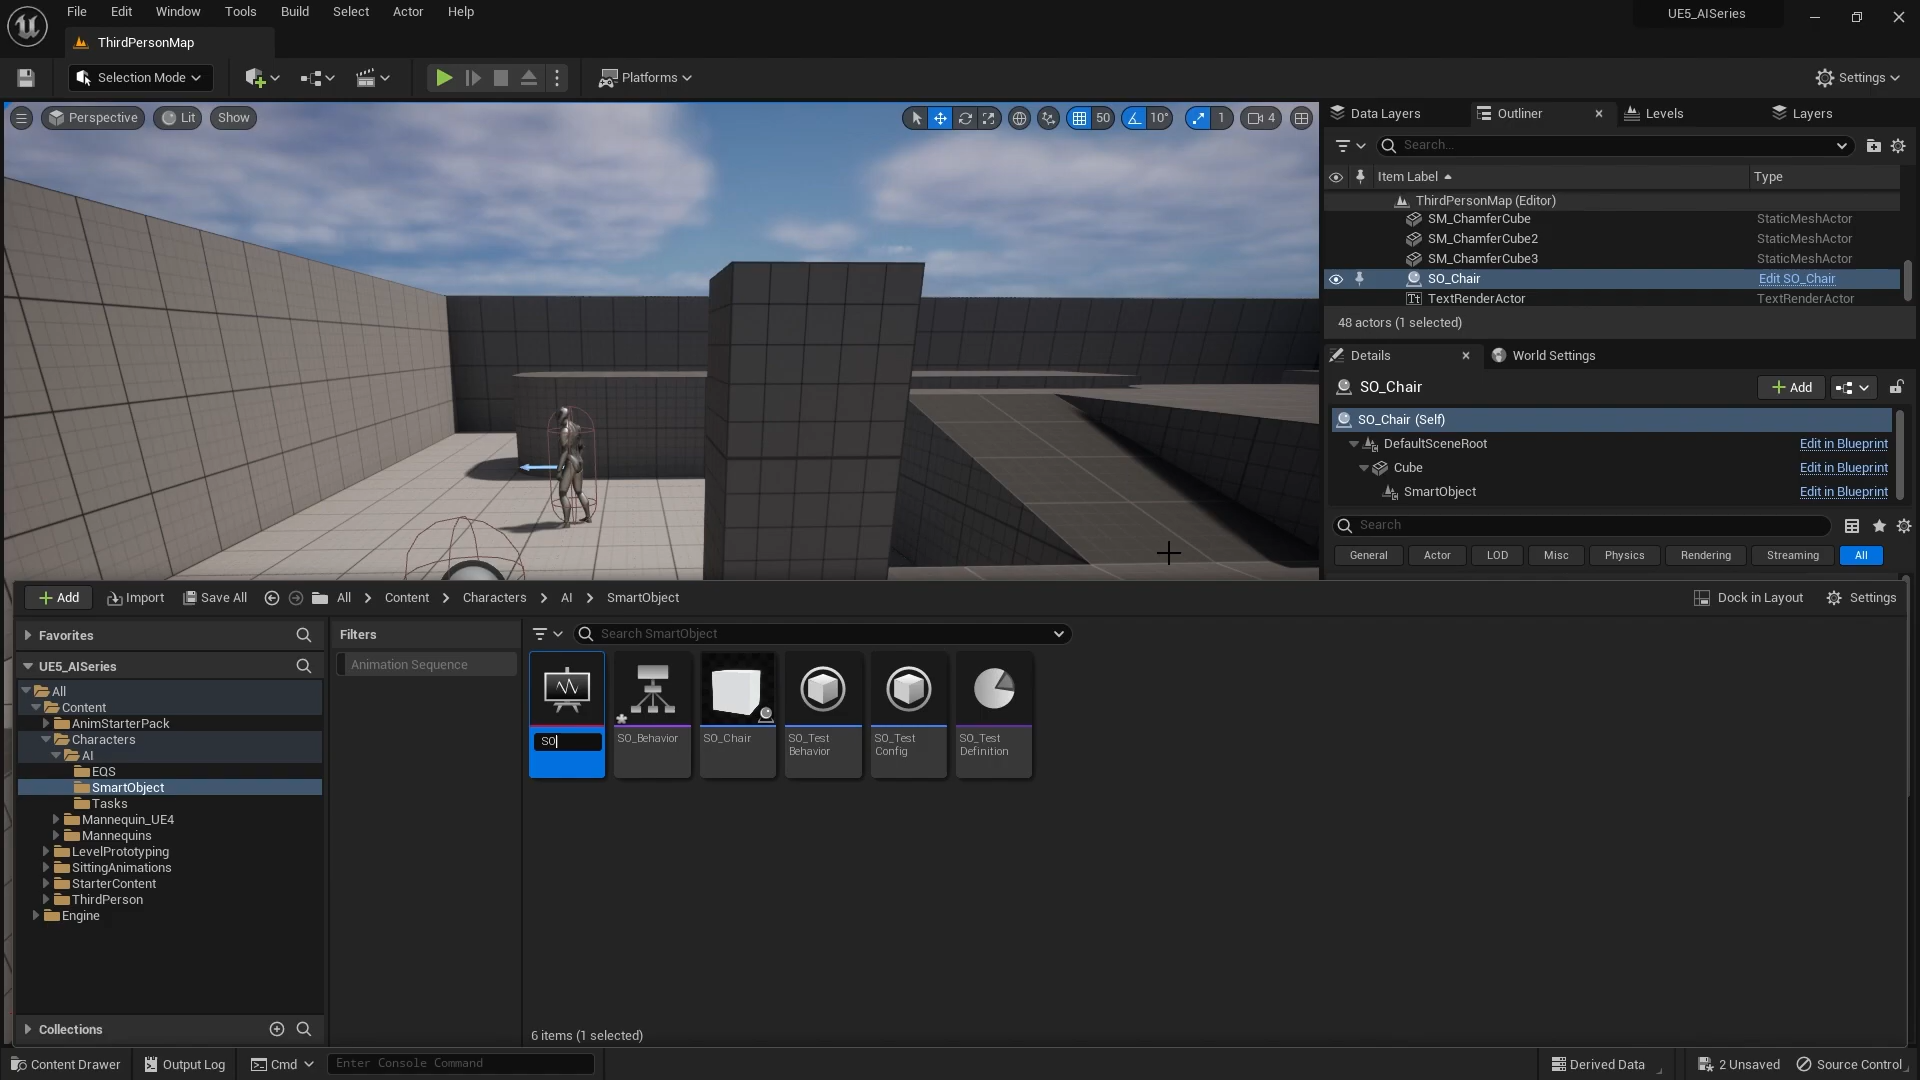 File Edit Window Tools Build Select Actor Help
UE5_AISeries
ThirdPersonMap
Selection Mode
Platforms
Settings
Perspective
Lit
Show
50
10°
1
4
Data Layers
Outliner
Levels
Layers
Search...
Item Label
Type
ThirdPersonMap (Editor)
SM_ChamferCube StaticMeshActor
SM_ChamferCube2 StaticMeshActor
SM_ChamferCube3 StaticMeshActor
SO_Chair Edit SO_Chair
TextRenderActor TextRenderActor
48 actors (1 selected)
Details
World Settings
SO_Chair
Add
SO_Chair (Self)
DefaultSceneRoot Edit in Blueprint
Cube Edit in Blueprint
SmartObject Edit in Blueprint
Search
General Actor LOD Misc Physics Rendering Streaming All
Add Import Save All All Content Characters AI SmartObject Dock in Layout Settings
Favorites
UE5_AISeries
All
Content
AnimStarterPack
Characters
AI
EQS
SmartObject
Tasks
Mannequin_UE4
Mannequins
LevelPrototyping
SittingAnimations
StarterContent
ThirdPerson
Engine
Collections
Filters
Animation Sequence
Search SmartObject
SO
SO_Behavior
SO_Chair
SO_Test
Behavior
SO_Test
Config
SO_Test
Definition
6 items (1 selected)
Content Drawer Output Log Cmd Enter Console Command Derived Data 2 Unsaved Source Control